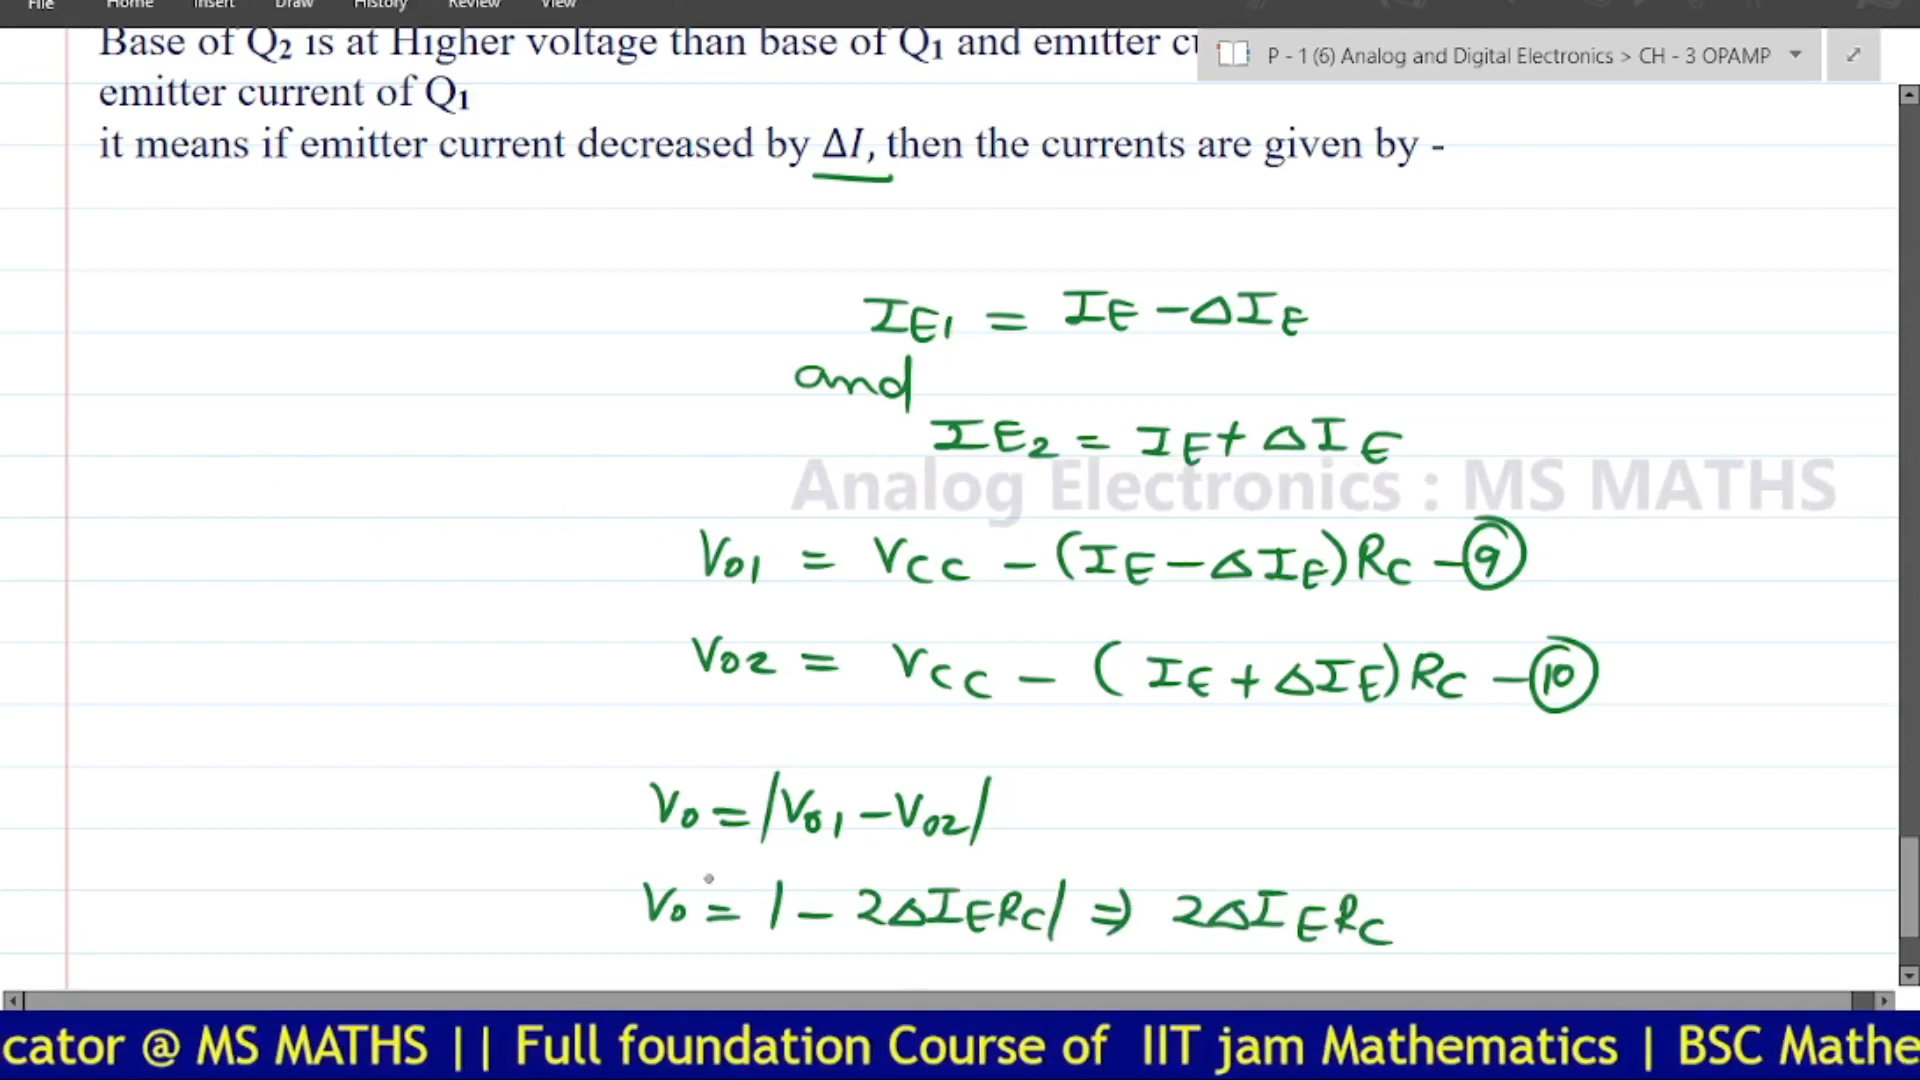 File Home Insert Draw History Review View
Base of Q₂ is at Higher voltage than base of Q₁ and emitter cu
P - 1 (6) Analog and Digital Electronics > CH - 3 OPAMP
emitter current of Q₁
it means if emitter current decreased by ΔI, then the currents are given by -
IE1 = IE - ΔIE
and
IE2 = IE + ΔIE
Analog Electronics : MS MATHS
Vo1 = VCC - (IE - ΔIE)RC - ⑨
Vo2 = VCC - (IE + ΔIE)RC - ⑩
Vo = |Vo1 - Vo2|
Vo = |- 2ΔIERC| ⇒ 2ΔIERC
cator @ MS MATHS || Full foundation Course of IIT jam Mathematics | BSC Mathe